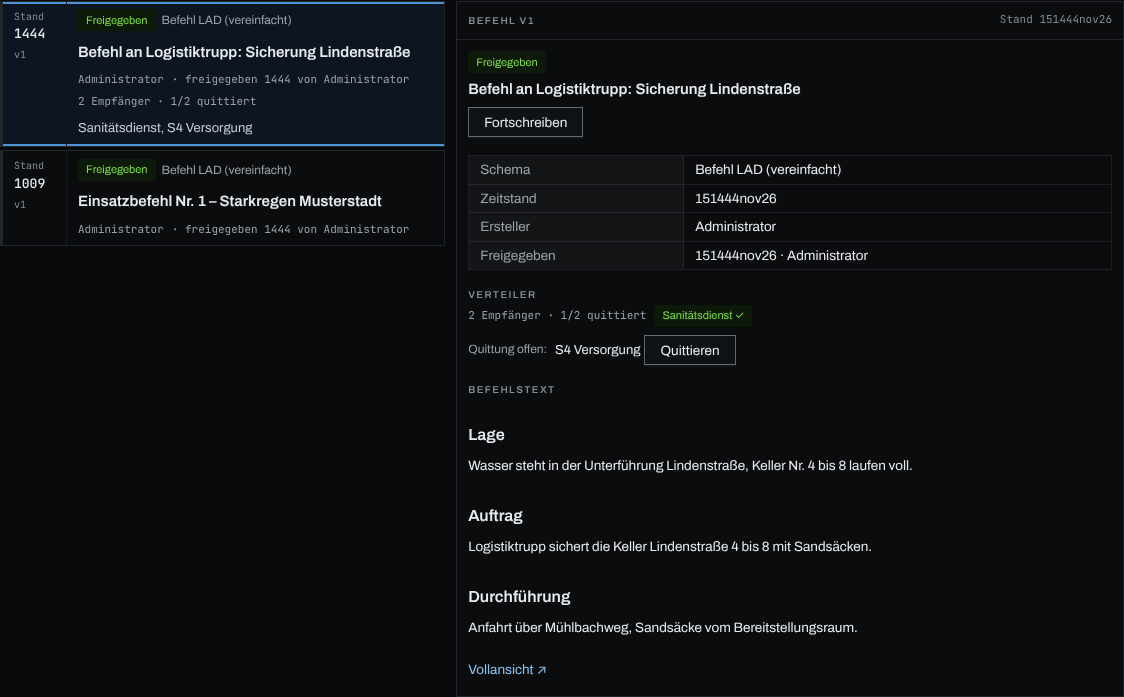 Stand
1444
v1
Freigegeben Befehl LAD (vereinfacht)
Befehl an Logistiktrupp: Sicherung Lindenstraße
Administrator · freigegeben 1444 von Administrator
2 Empfänger · 1/2 quittiert
Sanitätsdienst, S4 Versorgung
Stand
1009
v1
Freigegeben Befehl LAD (vereinfacht)
Einsatzbefehl Nr. 1 – Starkregen Musterstadt
Administrator · freigegeben 1444 von Administrator
BEFEHL V1 Stand 151444nov26
Freigegeben
Befehl an Logistiktrupp: Sicherung Lindenstraße
Fortschreiben
Schema Befehl LAD (vereinfacht)
Zeitstand 151444nov26
Ersteller Administrator
Freigegeben 151444nov26 · Administrator
VERTEILER
2 Empfänger · 1/2 quittiert Sanitätsdienst ✓
Quittung offen: S4 Versorgung Quittieren
BEFEHLSTEXT
Lage
Wasser steht in der Unterführung Lindenstraße, Keller Nr. 4 bis 8 laufen voll.
Auftrag
Logistiktrupp sichert die Keller Lindenstraße 4 bis 8 mit Sandsäcken.
Durchführung
Anfahrt über Mühlbachweg, Sandsäcke vom Bereitstellungsraum.
Vollansicht ↗